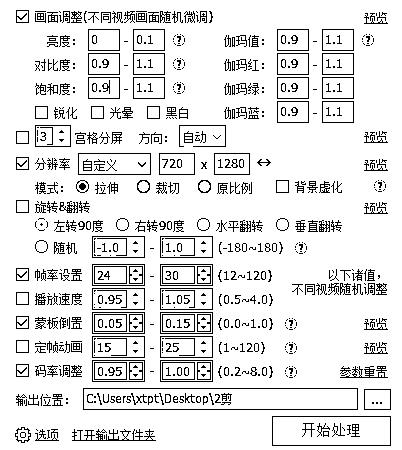 画面调整(不同视频画面随机微调) 预览
亮度: 0 - 0.1 (?) 伽玛值: 0.9 - 1.1 (?)
对比度: 0.9 - 1.1 伽玛红: 0.9 - 1.1
饱和度: 0.9 - 1.1 (?) 伽玛绿: 0.9 - 1.1
锐化 光晕 黑白 伽玛蓝: 0.9 - 1.1
3 宫格分屏 方向: 自动 预览
分辨率 自定义 720 x 1280 ↔ 预览
模式: 拉伸 裁切 原比例 背景虚化 (?)
旋转&翻转 预览
左转90度 右转90度 水平翻转 垂直翻转
随机 -1.0 - 1.0 (-180~180) (?)
帧率设置 24 - 30 (12~120) 以下诸值,
播放速度 0.95 - 1.05 (0.5~4.0) 不同视频随机调整
蒙板倒置 0.05 - 0.15 (0.0~1.0) (?) 预览
定帧动画 15 - 25 (1~120) (?) 预览
码率调整 0.95 - 1.00 (0.2~8.0) (?) 参数重置
输出位置: C:\Users\xtpt\Desktop\2剪 ...
选项 打开输出文件夹 开始处理